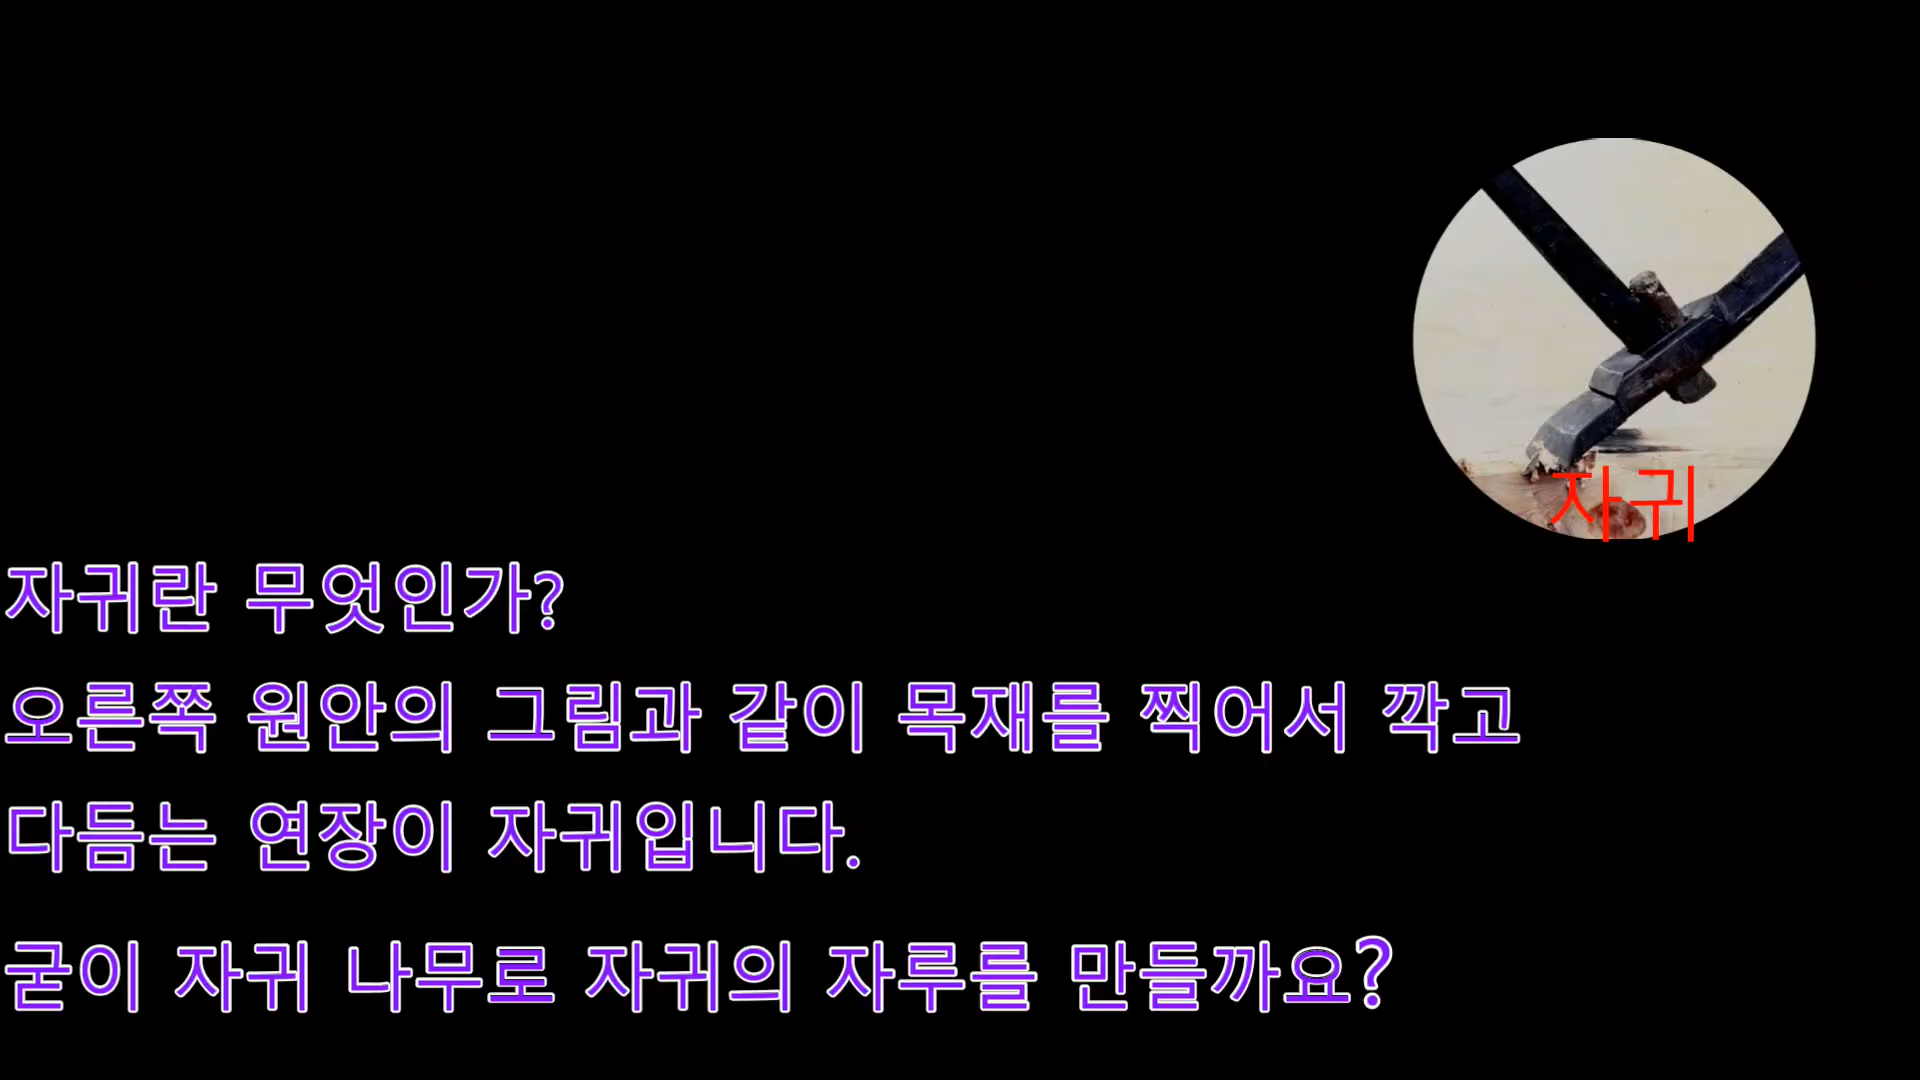 자귀
자귀란 무엇인가?
오른쪽 원안의 그림과 같이 목재를 찍어서 깍고
다듬는 연장이 자귀입니다.
굳이 자귀 나무로 자귀의 자루를 만들까요?